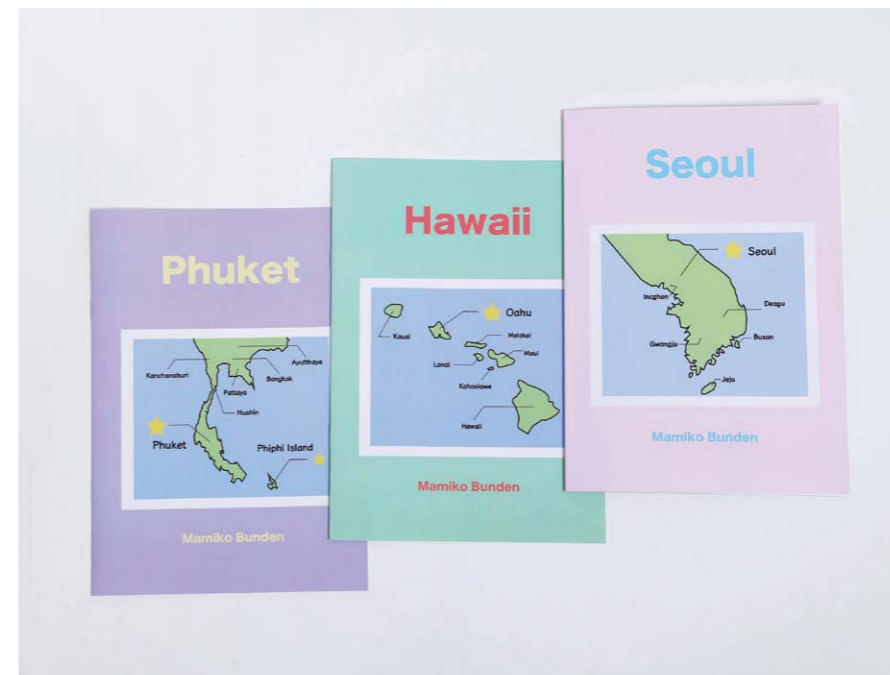 Phuket
Kanchanaburi
Ayutthaya
Bangkok
Pattaya
Huahin
Phuket
Phiphi Island
Mamiko Bunden
Hawaii
Kauai
Oahu
Molokai
Maui
Lanai
Kahoolawe
Hawaii
Mamiko Bunden
Seoul
Seoul
Incghon
Deagu
Gwangju
Busan
Jeju
Mamiko Bunden